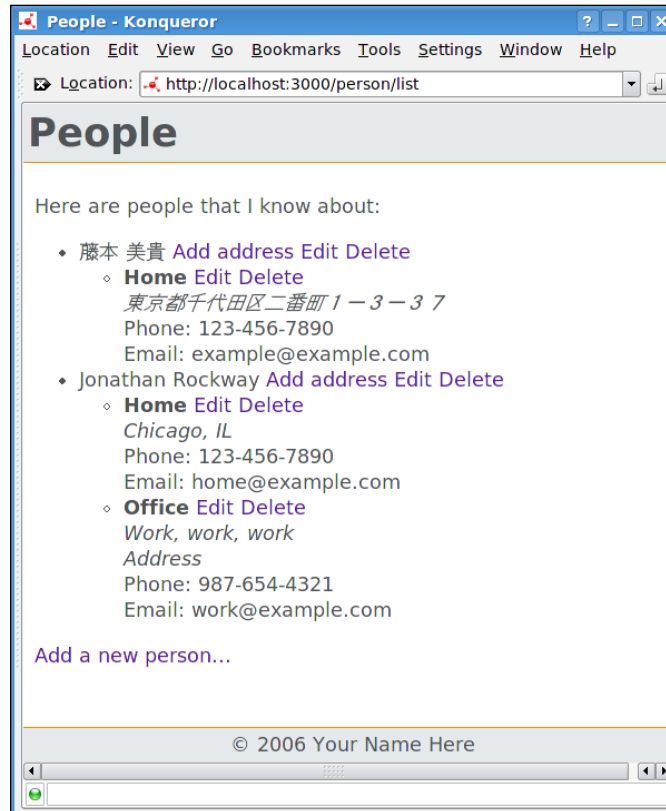 People - Konqueror
Location Edit View Go Bookmarks Tools Settings Window Help
Location: http://localhost:3000/person/list
People
Here are people that I know about:
藤本 美貴 Add address Edit Delete
Home Edit Delete
東京都千代田区二番町１－３－３７
Phone: 123-456-7890
Email: example@example.com
Jonathan Rockway Add address Edit Delete
Home Edit Delete
Chicago, IL
Phone: 123-456-7890
Email: home@example.com
Office Edit Delete
Work, work, work
Address
Phone: 987-654-4321
Email: work@example.com
Add a new person...
© 2006 Your Name Here